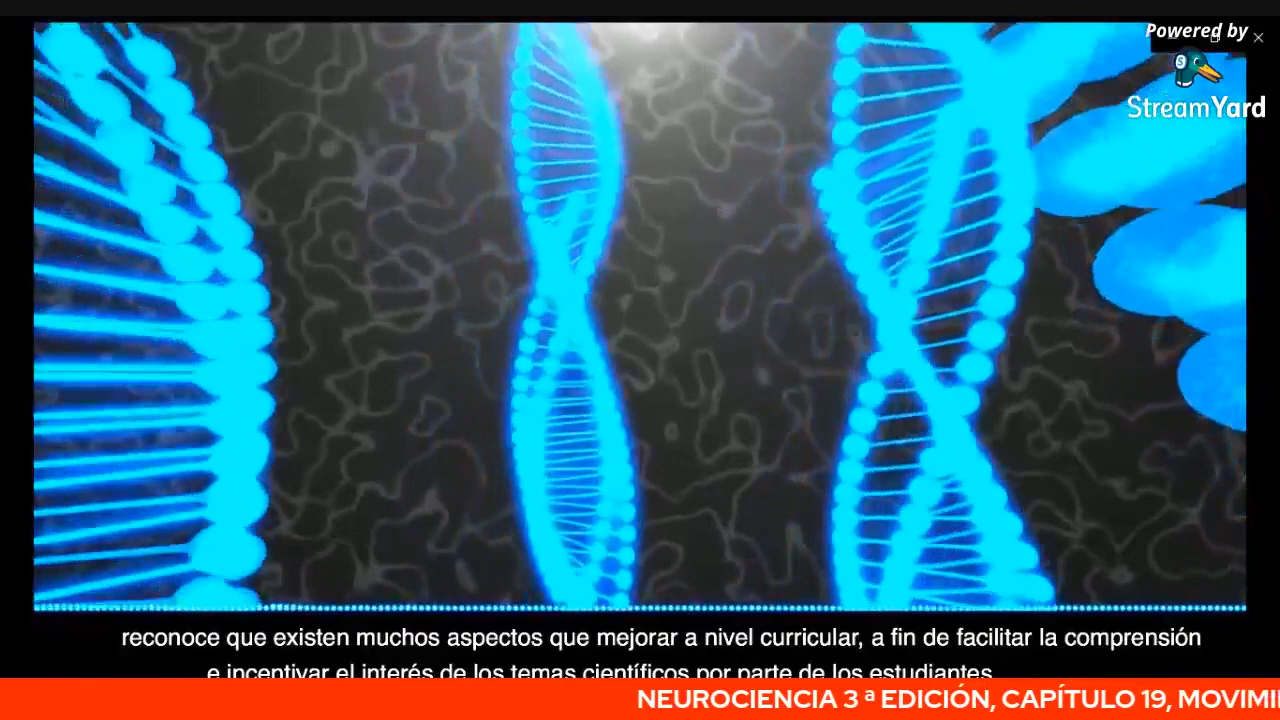 Powered by
StreamYard
reconoce que existen muchos aspectos que mejorar a nivel curricular, a fin de facilitar la comprensión
e incentivar el interés de los temas científicos por parte de los estudiantes
NEUROCIENCIA 3 ª EDICIÓN, CAPÍTULO 19, MOVIMI